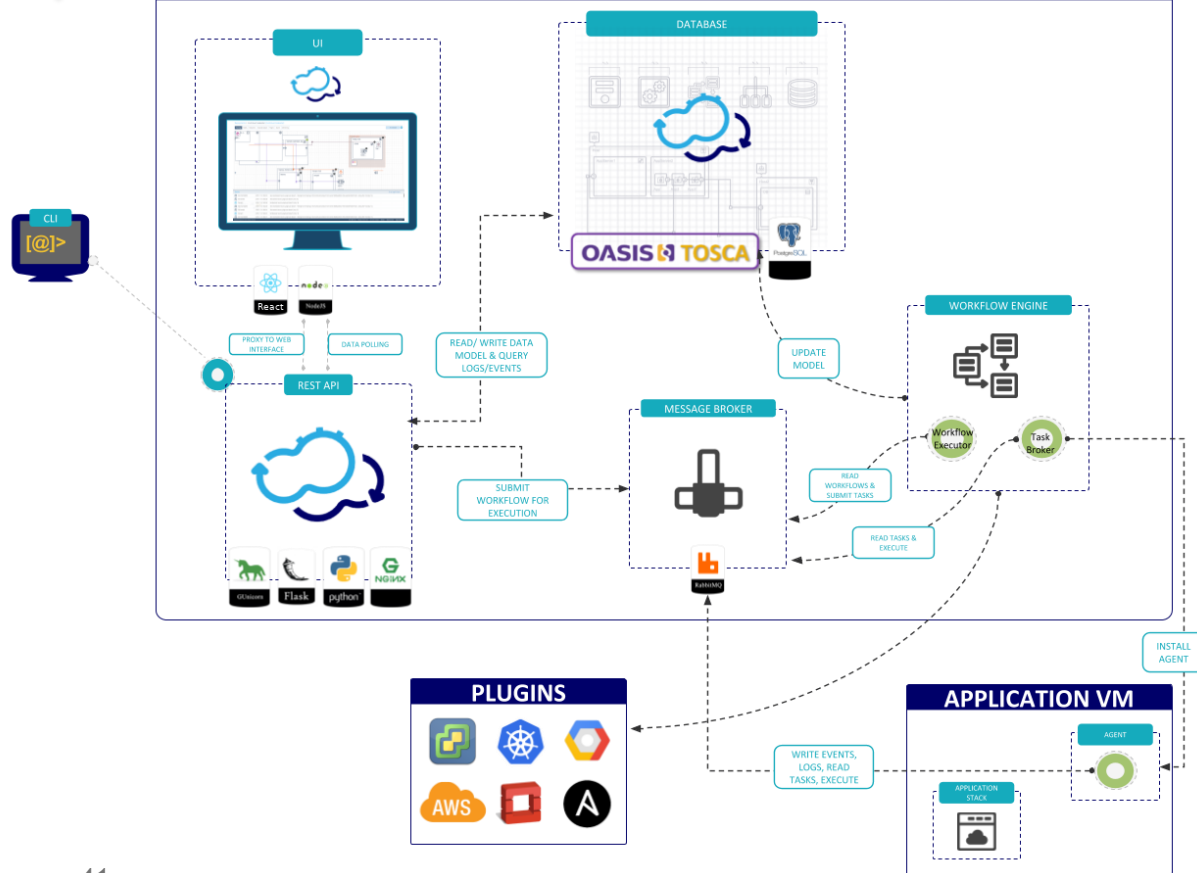 UI
DATABASE
CLI
[@]>
OASIS TOSCA
PostgreSQL
React
node
NodeJS
WORKFLOW ENGINE
PROXY TO WEB
INTERFACE
DATA POLLING
READ/ WRITE DATA
MODEL & QUERY
LOGS/EVENTS
UPDATE
MODEL
REST API
MESSAGE BROKER
Workflow
Executor
Task
Broker
READ
WORKFLOWS &
SUBMIT TASKS
SUBMIT
WORKFLOW FOR
EXECUTION
READ TASKS &
EXECUTE
RabbitMQ
GUnicorn
Flask
python
NGINX
INSTALL
AGENT
PLUGINS
APPLICATION VM
AWS
WRITE EVENTS,
LOGS, READ
TASKS, EXECUTE
AGENT
APPLICATION
STACK